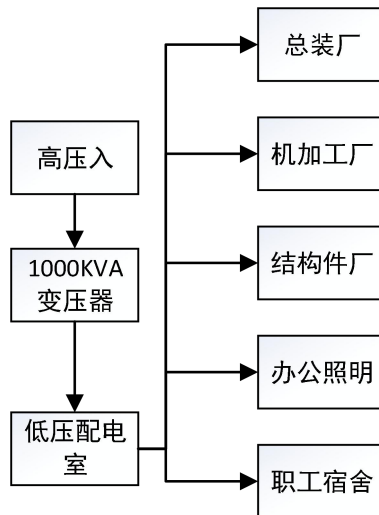 总装厂
高压入
机加工厂
1000KVA
变压器
结构件厂
办公照明
低压配电
室
职工宿舍